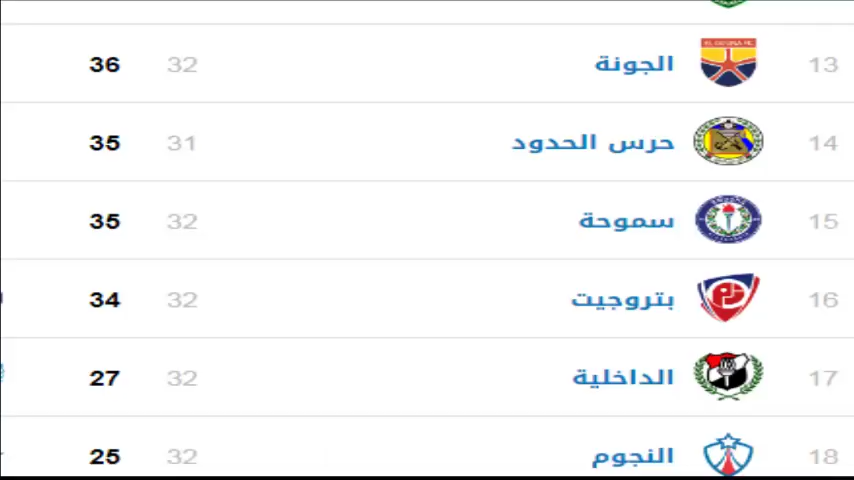 13 الجونة 32 36
14 حرس الحدود 31 35
15 سموحة 32 35
16 بتروجيت 32 34
17 الداخلية 32 27
18 النجوم 32 25